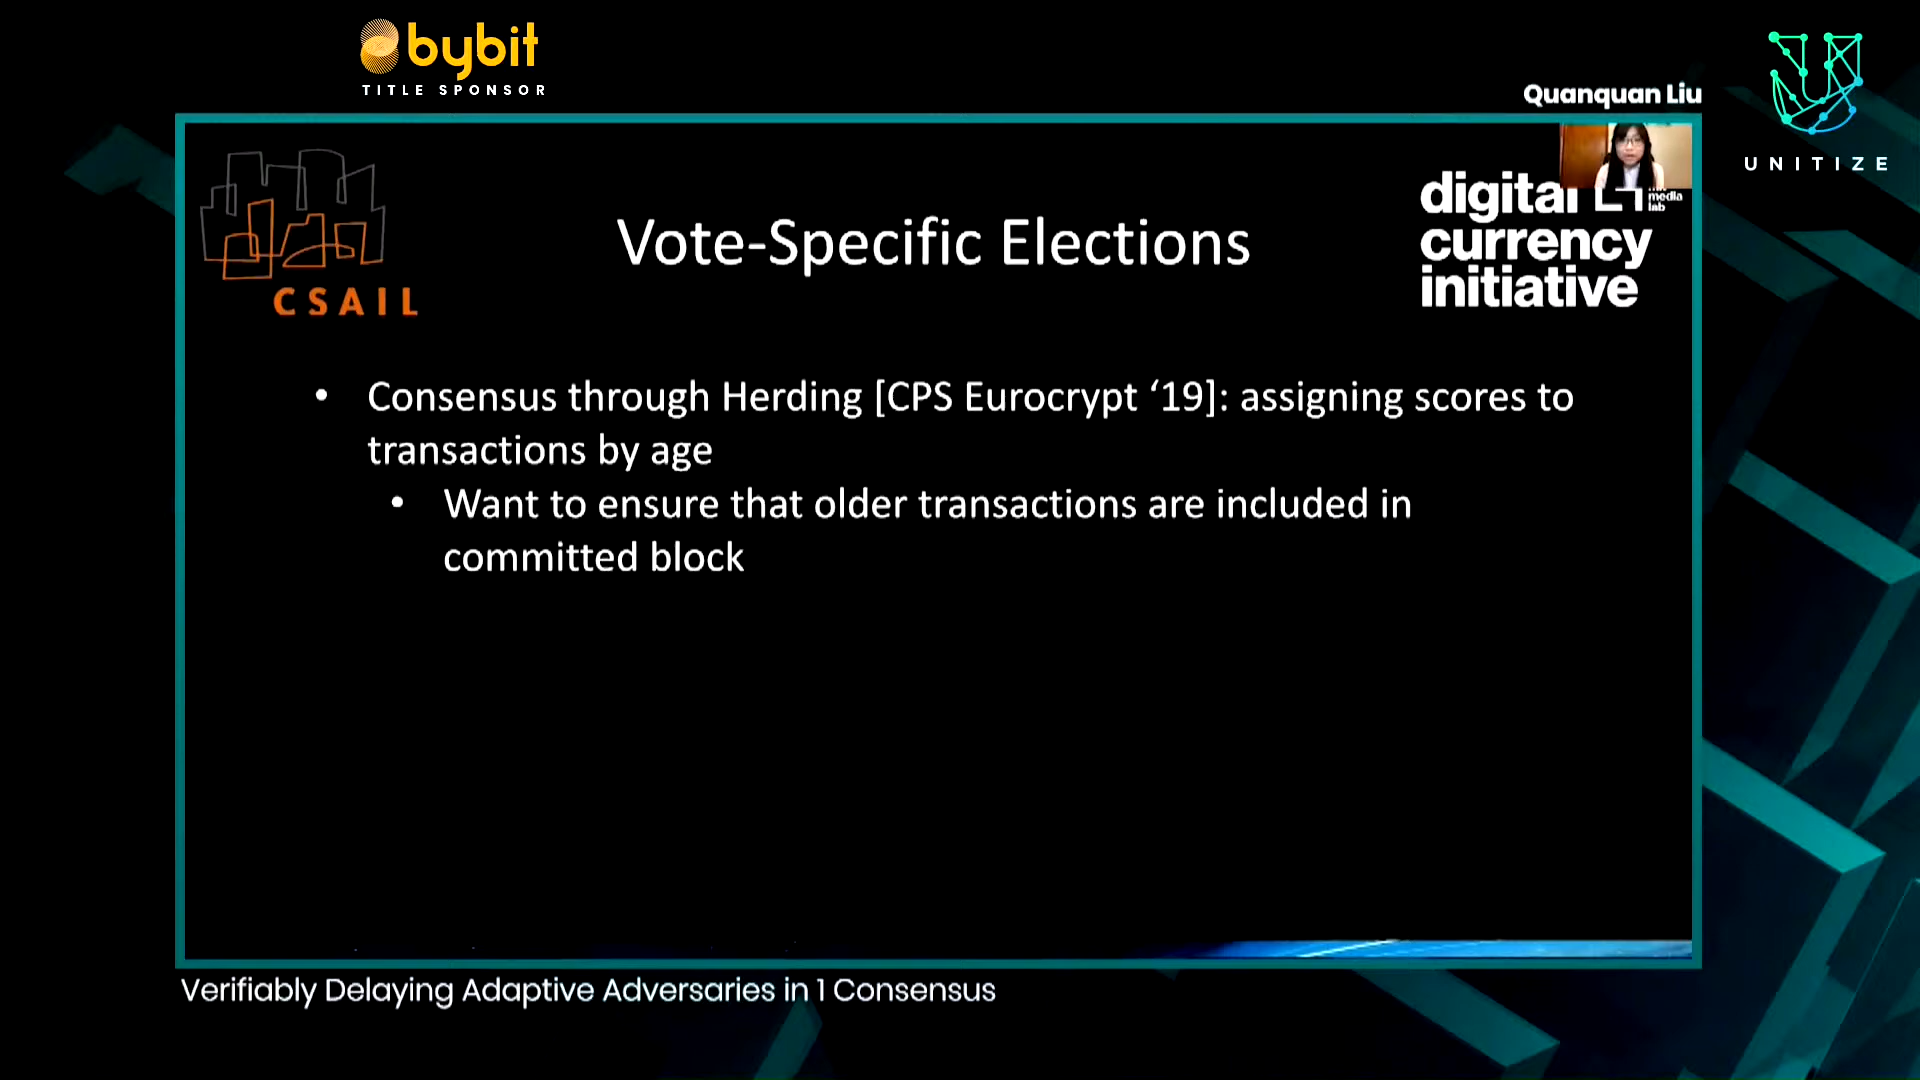 bybit
TITLE SPONSOR
Quanquan Liu
UNITIZE
CSAIL
Vote-Specific Elections
digital
currency
initiative
media
lab
• Consensus through Herding [CPS Eurocrypt ‘19]: assigning scores to
transactions by age
• Want to ensure that older transactions are included in
committed block
Verifiably Delaying Adaptive Adversaries in 1 Consensus